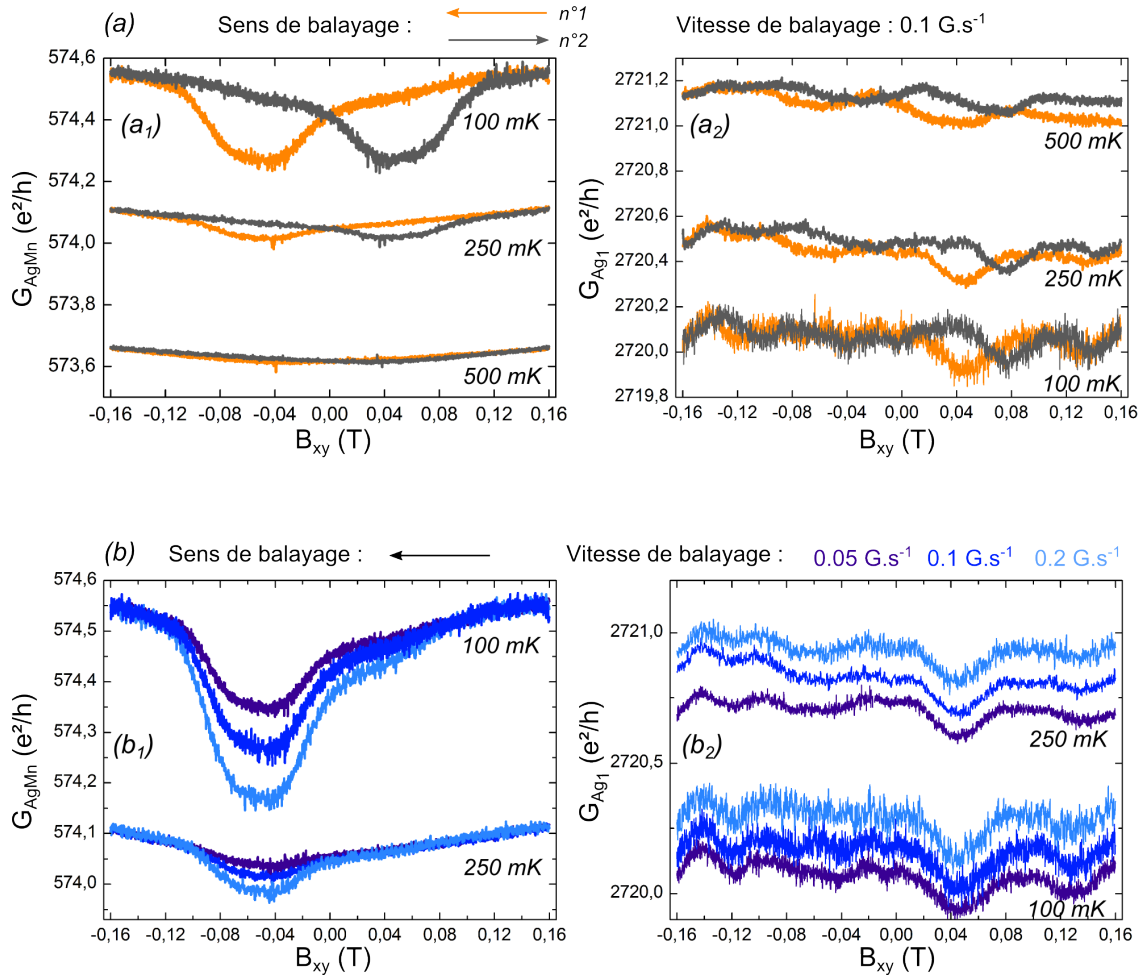 (a) Sens de balayage : n°1
n°2
Vitesse de balayage : 0.1 G.s⁻¹
574,6
574,4
574,2
574,0
573,8
573,6
G_AgMn (e²/h)
(a₁)
100 mK
250 mK
500 mK
-0,16 -0,12 -0,08 -0,04 0,00 0,04 0,08 0,12 0,16
B_xy (T)
2721,2
2721,0
2720,8
2720,6
2720,4
2720,2
2720,0
2719,8
G_Ag₁ (e²/h)
(a₂)
500 mK
250 mK
100 mK
-0,16 -0,12 -0,08 -0,04 0,00 0,04 0,08 0,12 0,16
B_xy (T)
(b) Sens de balayage :
Vitesse de balayage : 0.05 G.s⁻¹ 0.1 G.s⁻¹ 0.2 G.s⁻¹
574,6
574,5
574,4
574,3
574,2
574,1
574,0
G_AgMn (e²/h)
(b₁)
100 mK
250 mK
-0,16 -0,12 -0,08 -0,04 0,00 0,04 0,08 0,12 0,16
B_xy (T)
2721,0
2720,5
2720,0
G_Ag₁ (e²/h)
(b₂)
250 mK
100 mK
-0,16 -0,12 -0,08 -0,04 0,00 0,04 0,08 0,12 0,16
B_xy (T)